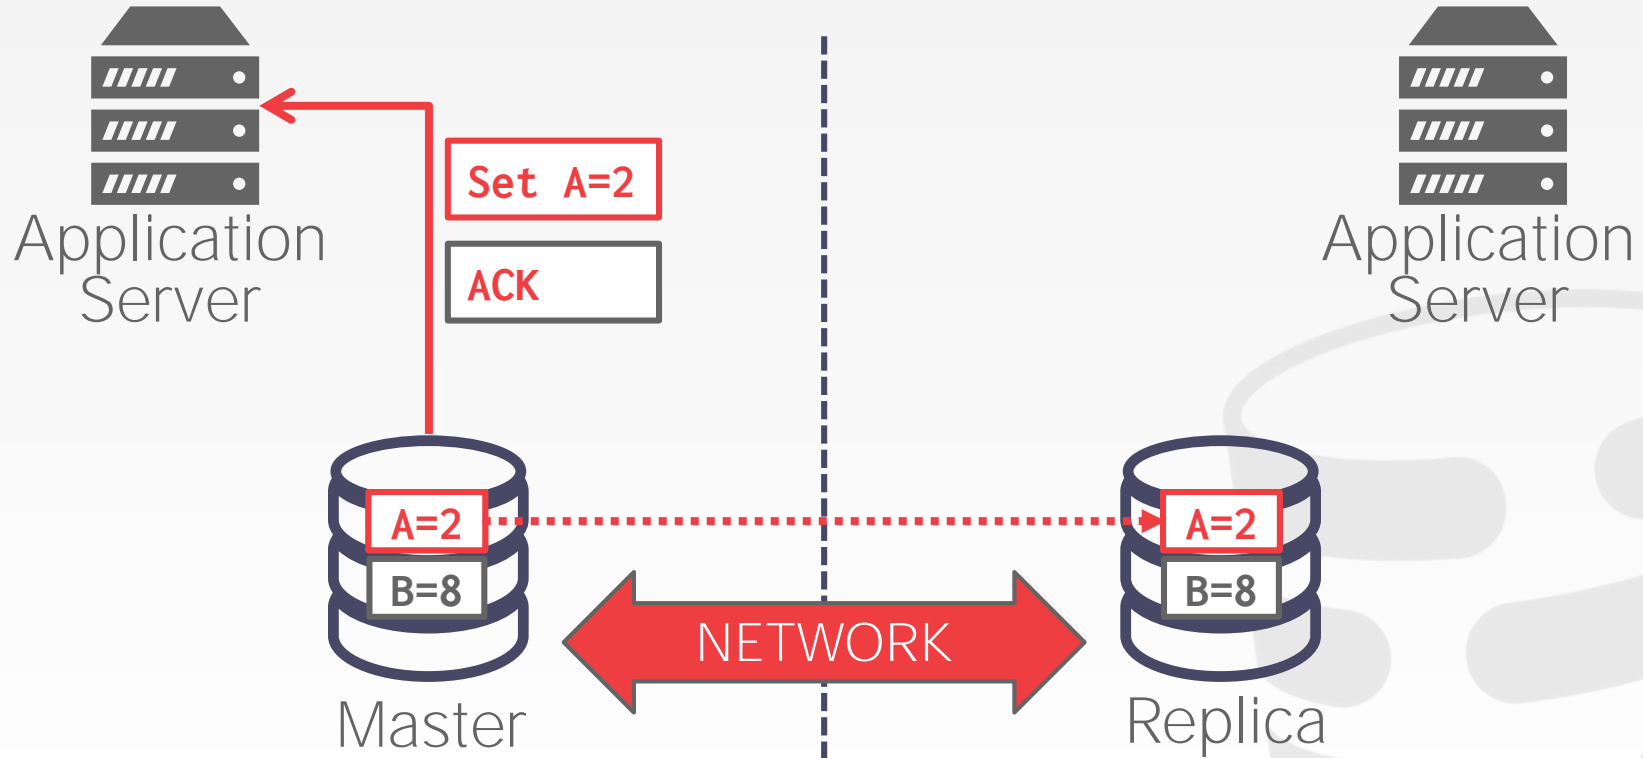 Application
Server
Application
Server
Set A=2
ACK
A=2
A=2
B=8
B=8
NETWORK
Master
Replica